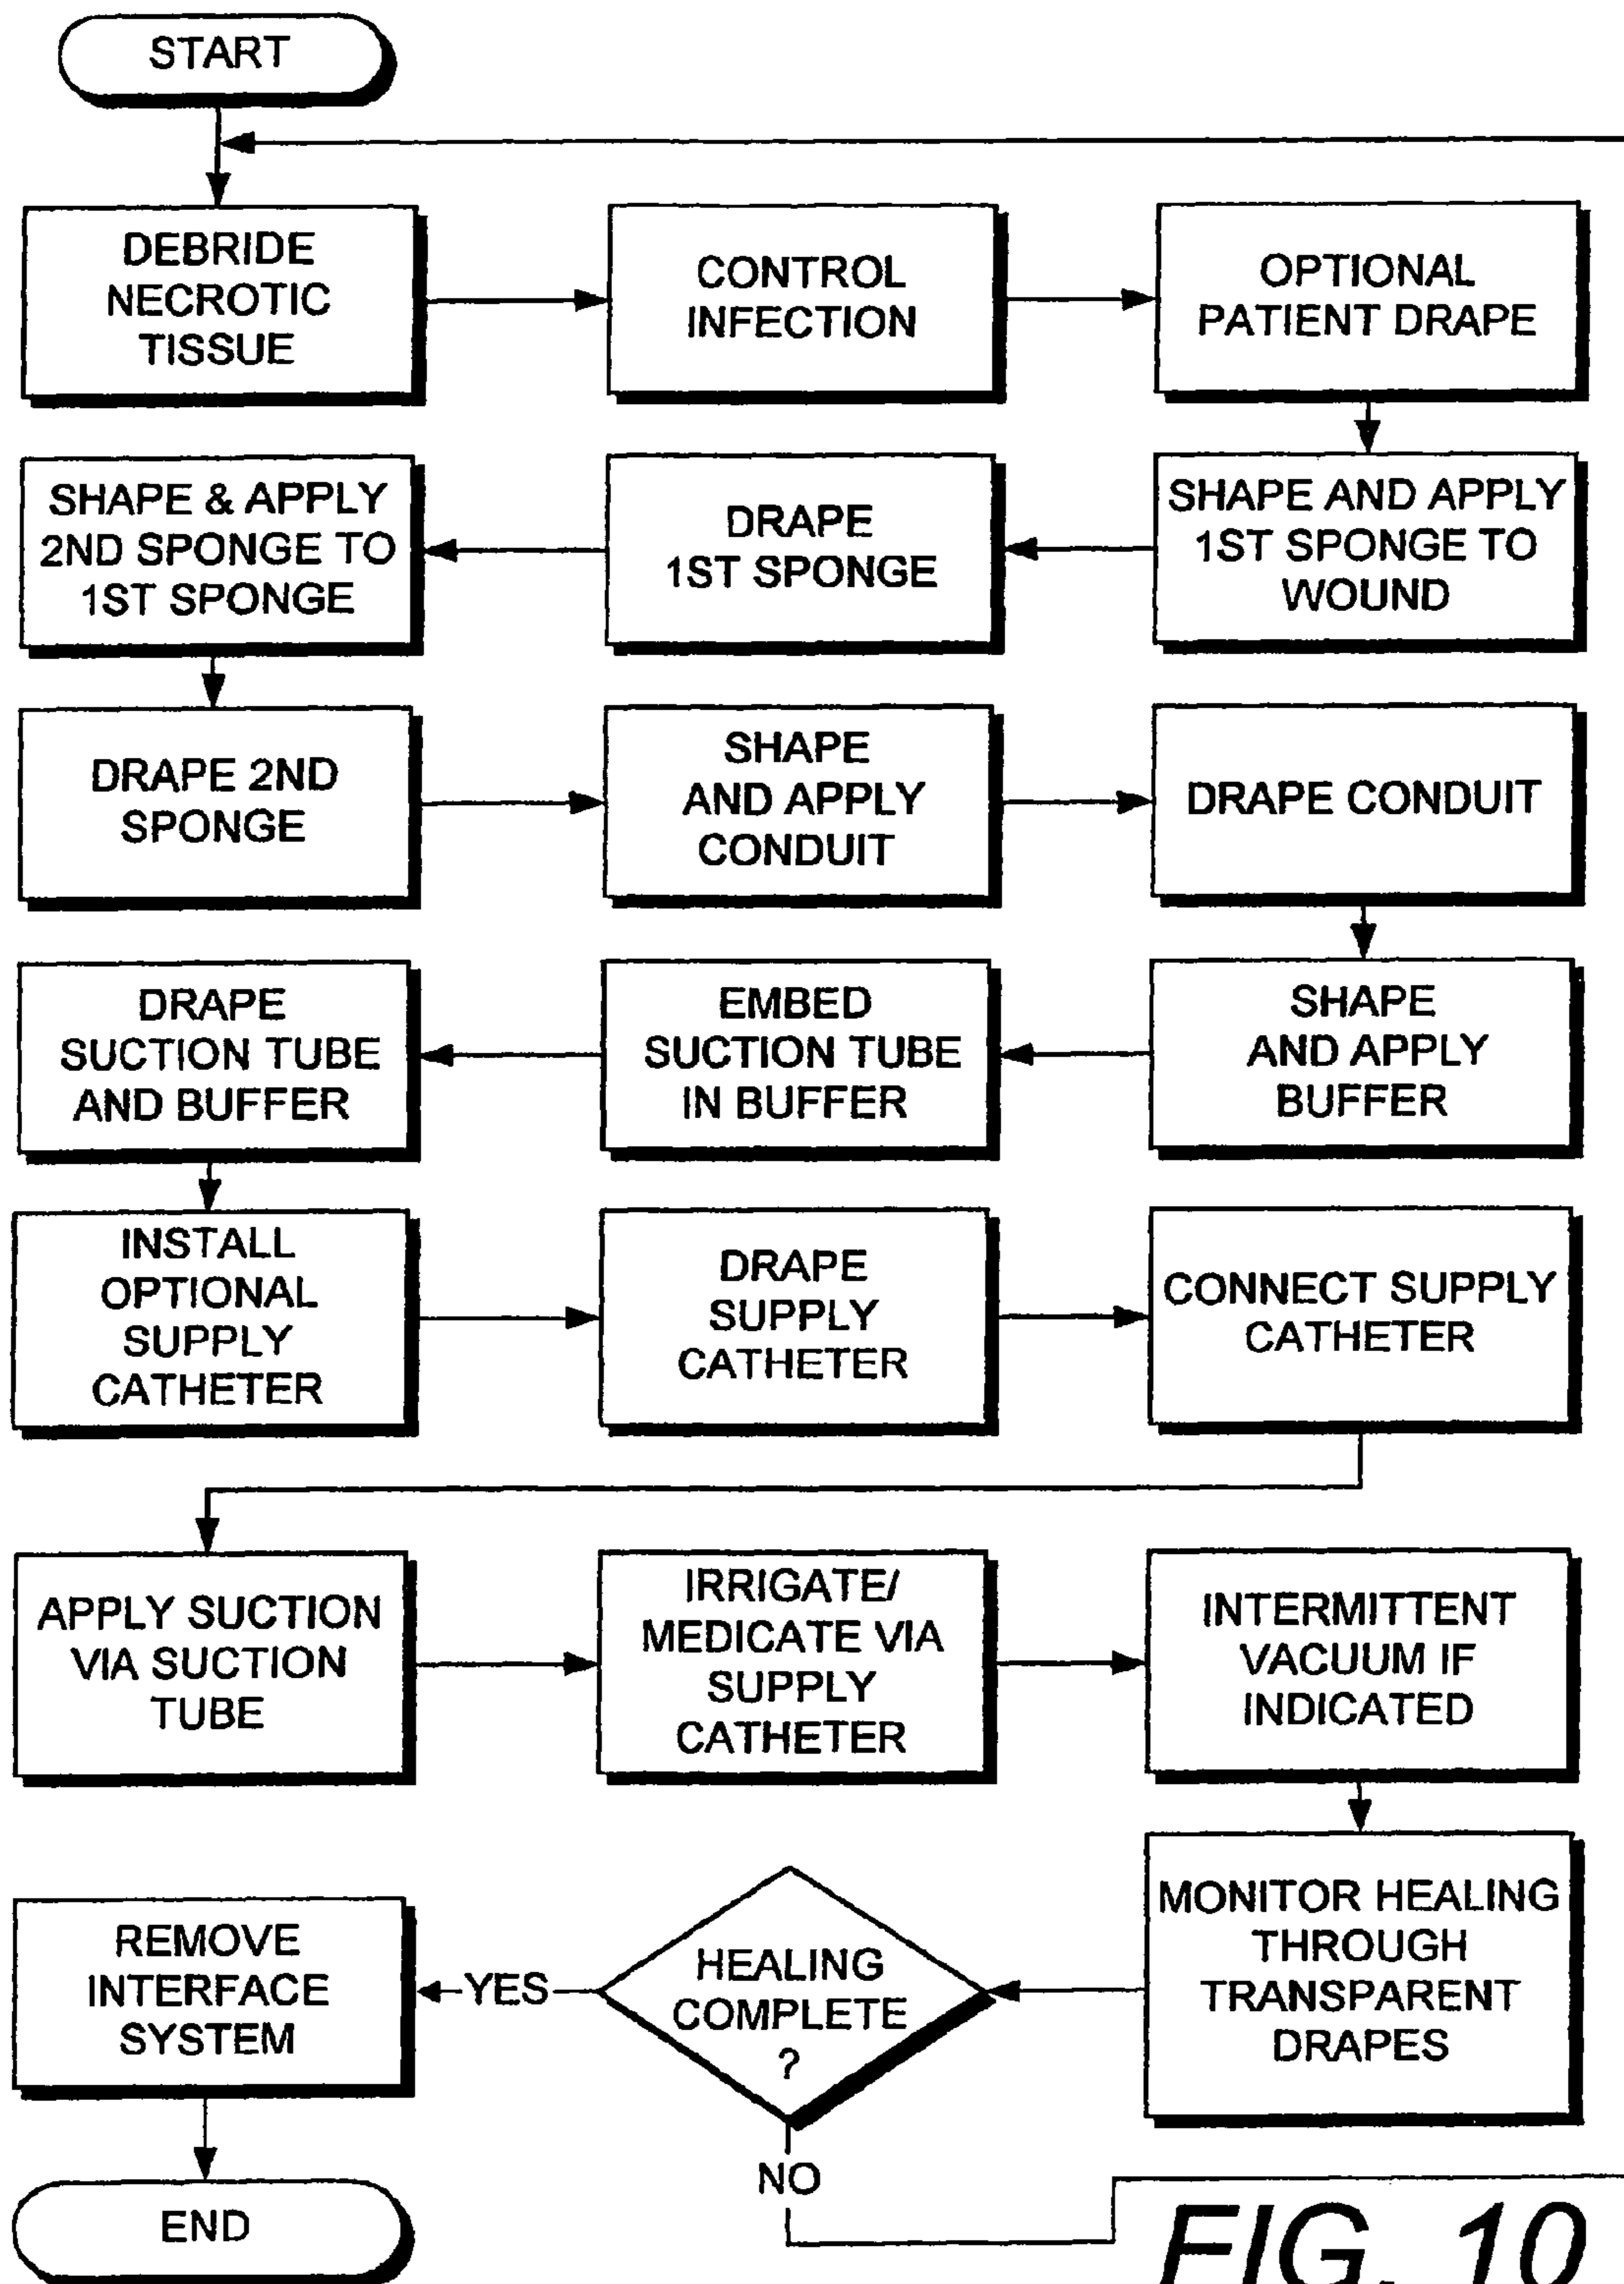 START
DEBRIDE
NECROTIC
TISSUE
CONTROL
INFECTION
OPTIONAL
PATIENT DRAPE
SHAPE AND APPLY
1ST SPONGE TO
WOUND
DRAPE
1ST SPONGE
SHAPE & APPLY
2ND SPONGE TO
1ST SPONGE
DRAPE 2ND
SPONGE
SHAPE
AND APPLY
CONDUIT
DRAPE CONDUIT
SHAPE
AND APPLY
BUFFER
EMBED
SUCTION TUBE
IN BUFFER
DRAPE
SUCTION TUBE
AND BUFFER
INSTALL
OPTIONAL
SUPPLY
CATHETER
DRAPE
SUPPLY
CATHETER
CONNECT SUPPLY
CATHETER
APPLY SUCTION
VIA SUCTION
TUBE
IRRIGATE/
MEDICATE VIA
SUPPLY
CATHETER
INTERMITTENT
VACUUM IF
INDICATED
MONITOR HEALING
THROUGH
TRANSPARENT
DRAPES
HEALING
COMPLETE
?
YES
REMOVE
INTERFACE
SYSTEM
NO
END
FIG. 10